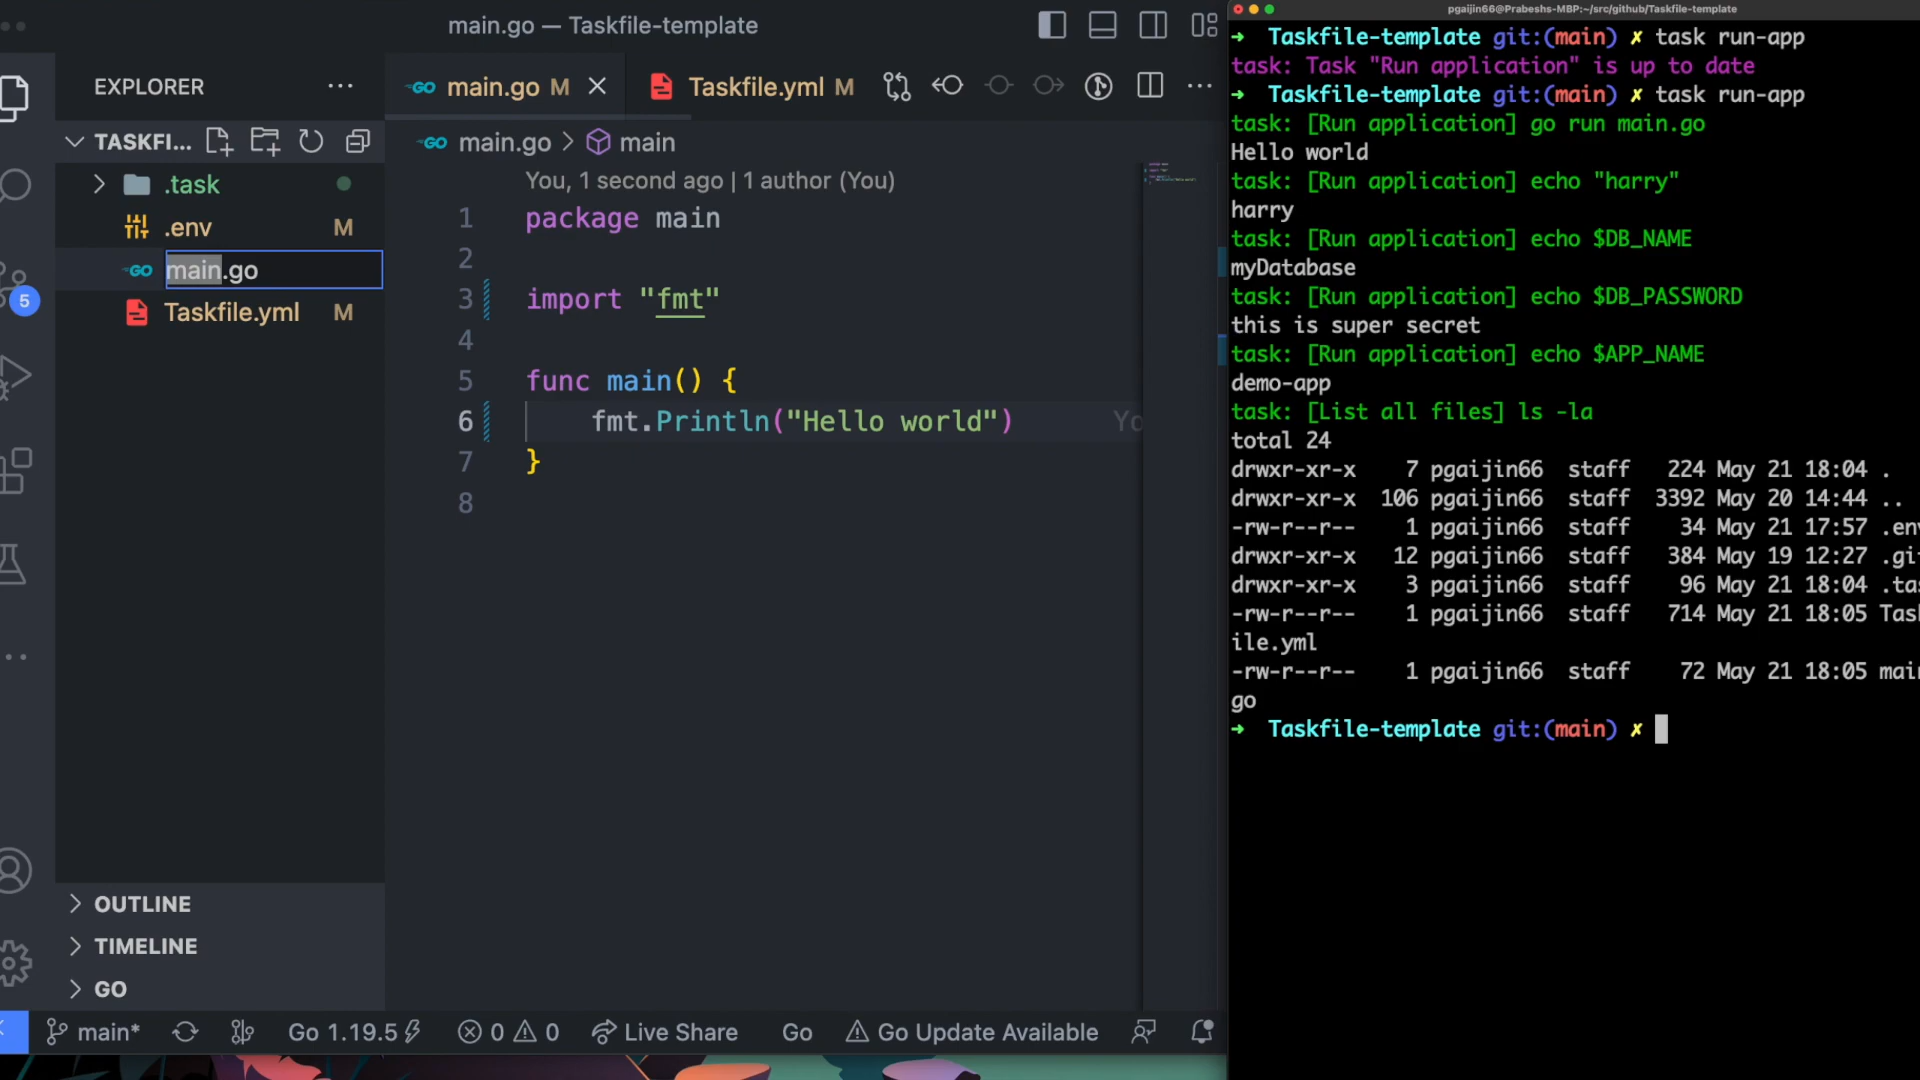 main.go — Taskfile-template
EXPLORER
main.go M
Taskfile.yml M
TASKFI...
main.go > main
.task
.env M
main.go
Taskfile.yml M
5
You, 1 second ago | 1 author (You)
1 package main
2
3 import "fmt"
4
5 func main() {
6 fmt.Println("Hello world")
7 }
8
OUTLINE
TIMELINE
GO
main*
Go 1.19.5
0
0
Live Share
Go
Go Update Available
pgaijin66@Prabeshs-MBP:~/src/github/Taskfile-template
➜ Taskfile-template git:(main) ✗ task run-app
task: Task "Run application" is up to date
➜ Taskfile-template git:(main) ✗ task run-app
task: [Run application] go run main.go
Hello world
task: [Run application] echo "harry"
harry
task: [Run application] echo $DB_NAME
myDatabase
task: [Run application] echo $DB_PASSWORD
this is super secret
task: [Run application] echo $APP_NAME
demo-app
task: [List all files] ls -la
total 24
drwxr-xr-x 7 pgaijin66 staff 224 May 21 18:04 .
drwxr-xr-x 106 pgaijin66 staff 3392 May 20 14:44 ..
-rw-r--r-- 1 pgaijin66 staff 34 May 21 17:57 .env
drwxr-xr-x 12 pgaijin66 staff 384 May 19 12:27 .gi
drwxr-xr-x 3 pgaijin66 staff 96 May 21 18:04 .tas
-rw-r--r-- 1 pgaijin66 staff 714 May 21 18:05 Tas
ile.yml
-rw-r--r-- 1 pgaijin66 staff 72 May 21 18:05 mai
go
➜ Taskfile-template git:(main) ✗